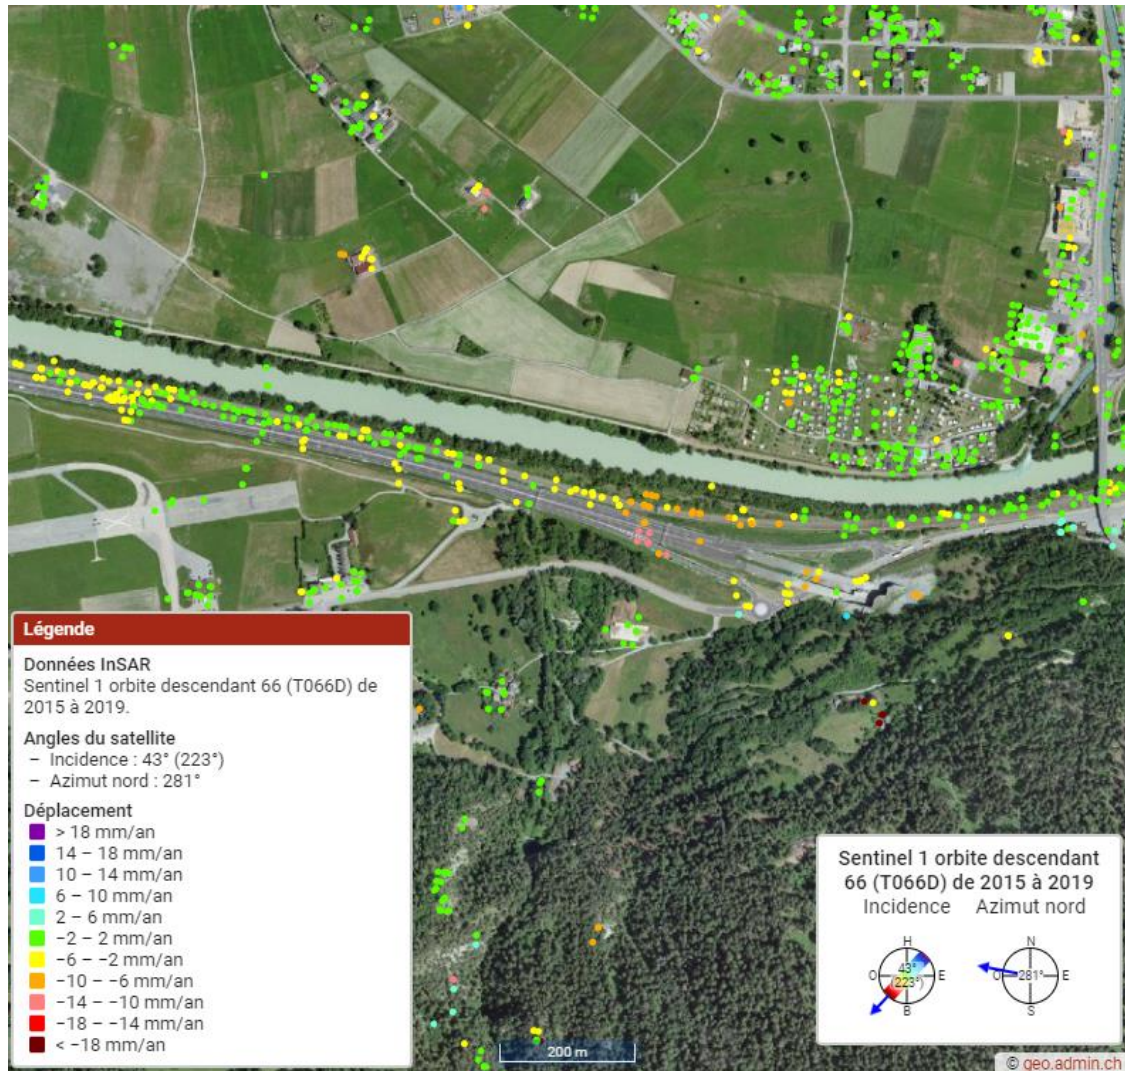 Légende
Données InSAR
Sentinel 1 orbite descendant 66 (T066D) de
2015 à 2019.
Angles du satellite
– Incidence : 43° (223°)
– Azimut nord : 281°
Déplacement
> 18 mm/an
14 – 18 mm/an
10 – 14 mm/an
6 – 10 mm/an
2 – 6 mm/an
−2 – 2 mm/an
−6 – −2 mm/an
−10 – −6 mm/an
−14 – −10 mm/an
−18 – −14 mm/an
< −18 mm/an
200 m
Sentinel 1 orbite descendant
66 (T066D) de 2015 à 2019
Incidence Azimut nord
H N
43°
O E O 281° E
(223°)
B S
© geo.admin.ch